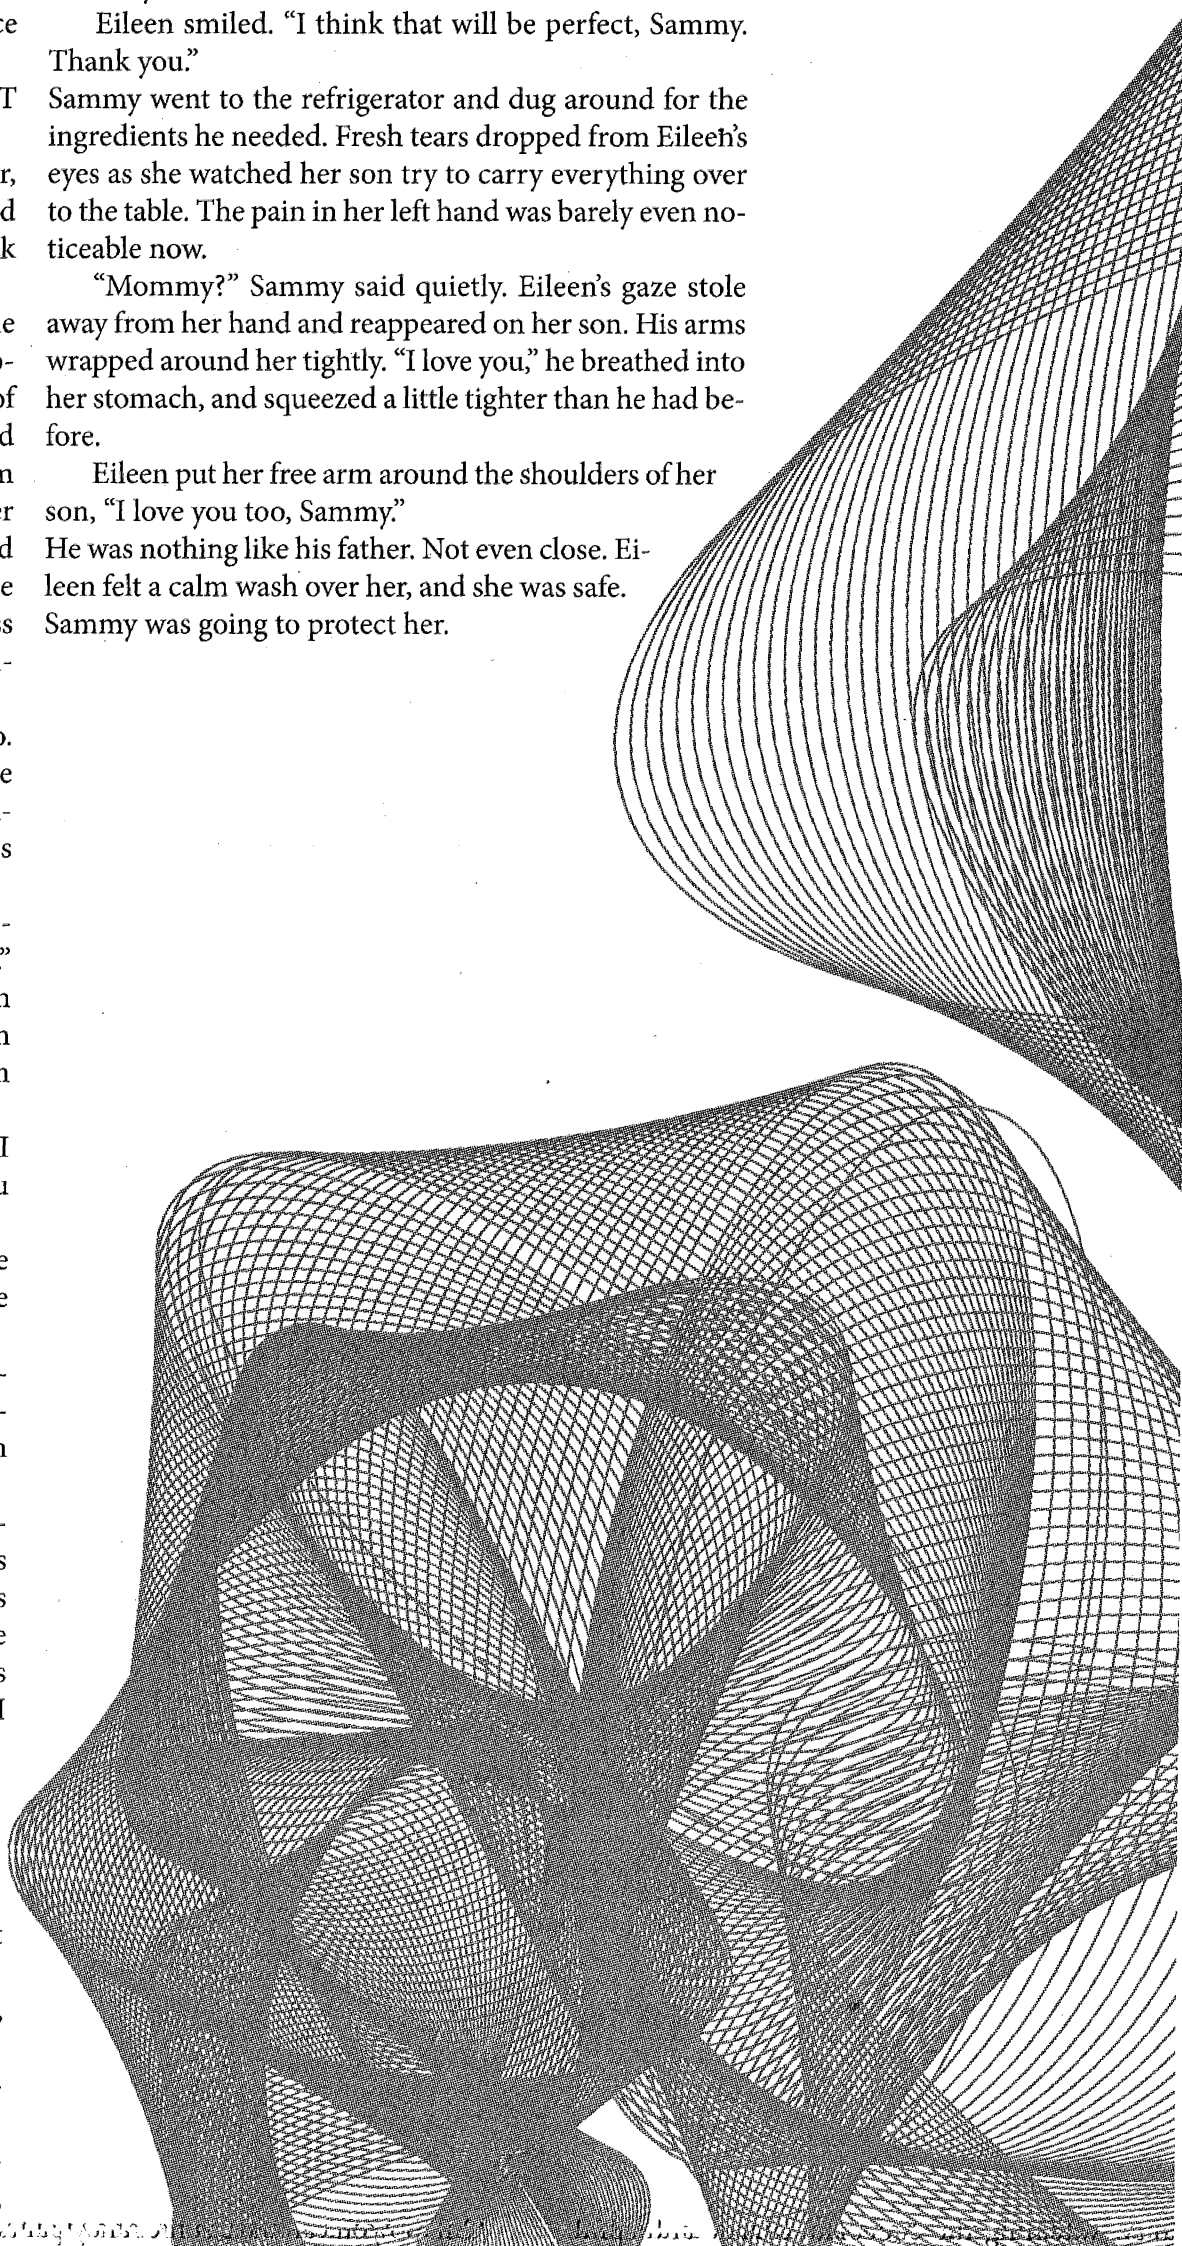 Eileen smiled. “I think that will be perfect, Sammy.
Thank you.”
Sammy went to the refrigerator and dug around for the
ingredients he needed. Fresh tears dropped from Eileen’s
eyes as she watched her son try to carry everything over
to the table. The pain in her left hand was barely even no-
ticeable now.
“Mommy?” Sammy said quietly. Eileen’s gaze stole
away from her hand and reappeared on her son. His arms
wrapped around her tightly. “I love you,” he breathed into
her stomach, and squeezed a little tighter than he had be-
fore.
Eileen put her free arm around the shoulders of her
son, “I love you too, Sammy.”
He was nothing like his father. Not even close. Ei-
leen felt a calm wash over her, and she was safe.
Sammy was going to protect her.